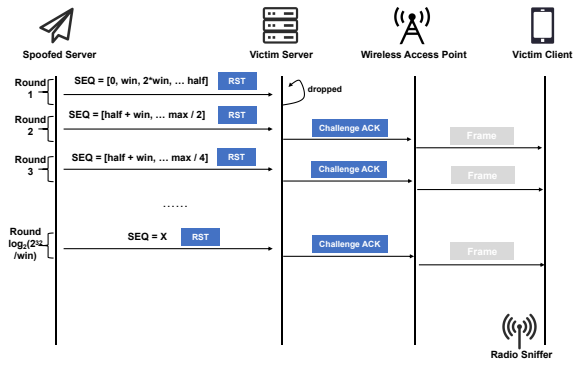 Spoofed Server
Victim Server
Wireless Access Point
Victim Client
Round
1
SEQ = [0, win, 2*win, … half]
RST
dropped
Round
2
SEQ = [half + win, … max / 2]
RST
Challenge ACK
Frame
Round
3
SEQ = [half + win, … max / 4]
RST
Challenge ACK
Frame
……
Round
log₂(2³²
/win)
SEQ = X
RST
Challenge ACK
Frame
Radio Sniffer